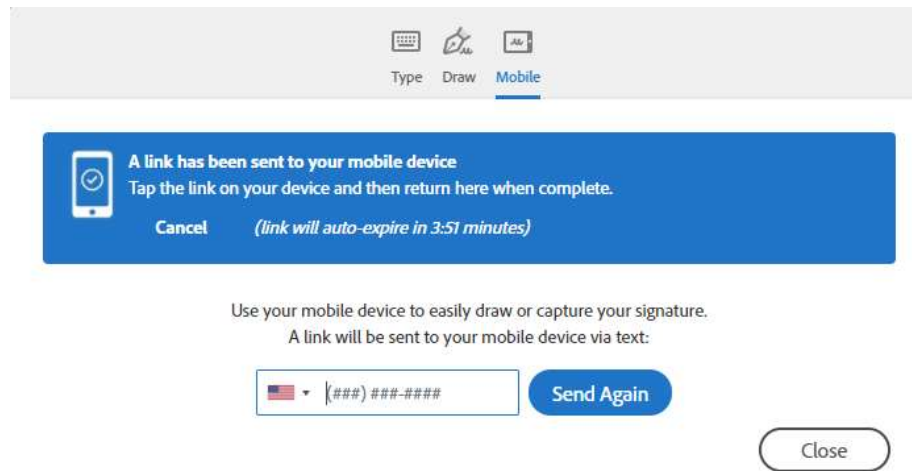 Type Draw Mobile
A link has been sent to your mobile device
Tap the link on your device and then return here when complete.
Cancel (link will auto-expire in 3:51 minutes)
Use your mobile device to easily draw or capture your signature.
A link will be sent to your mobile device via text:
(###) ###-#### Send Again
Close